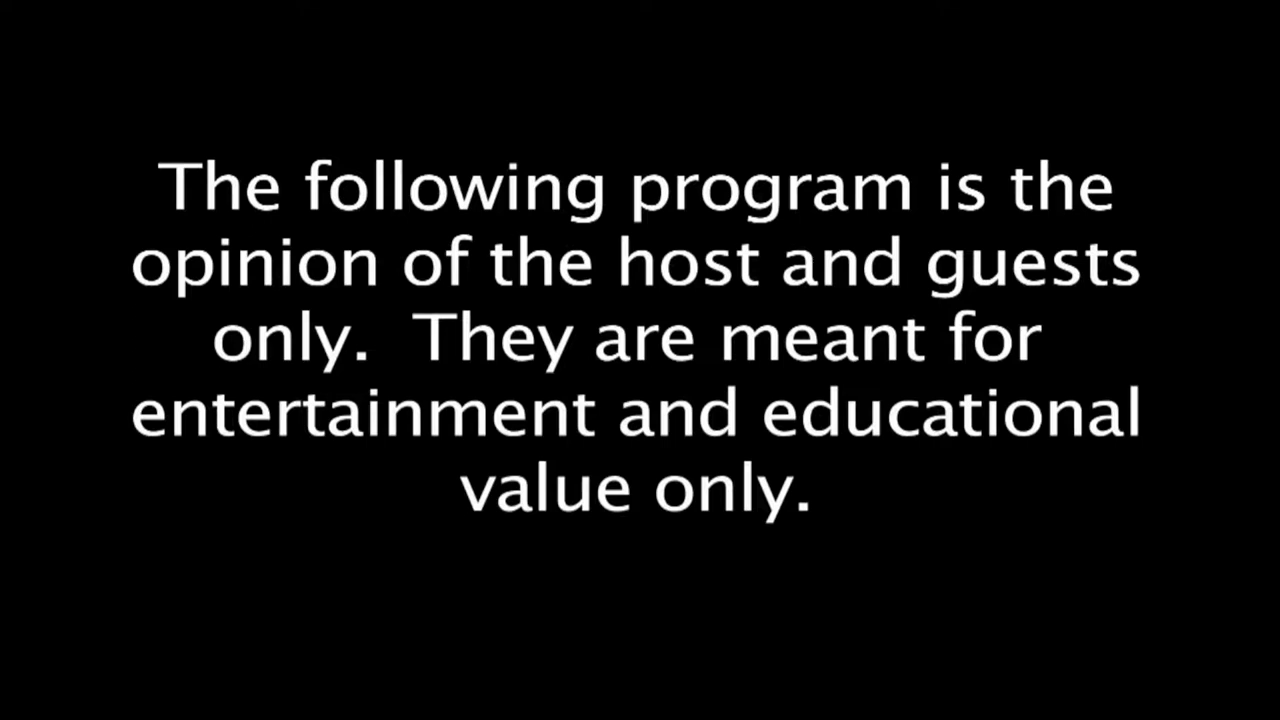 The following program is the
opinion of the host and guests
only.  They are meant for
entertainment and educational
value only.